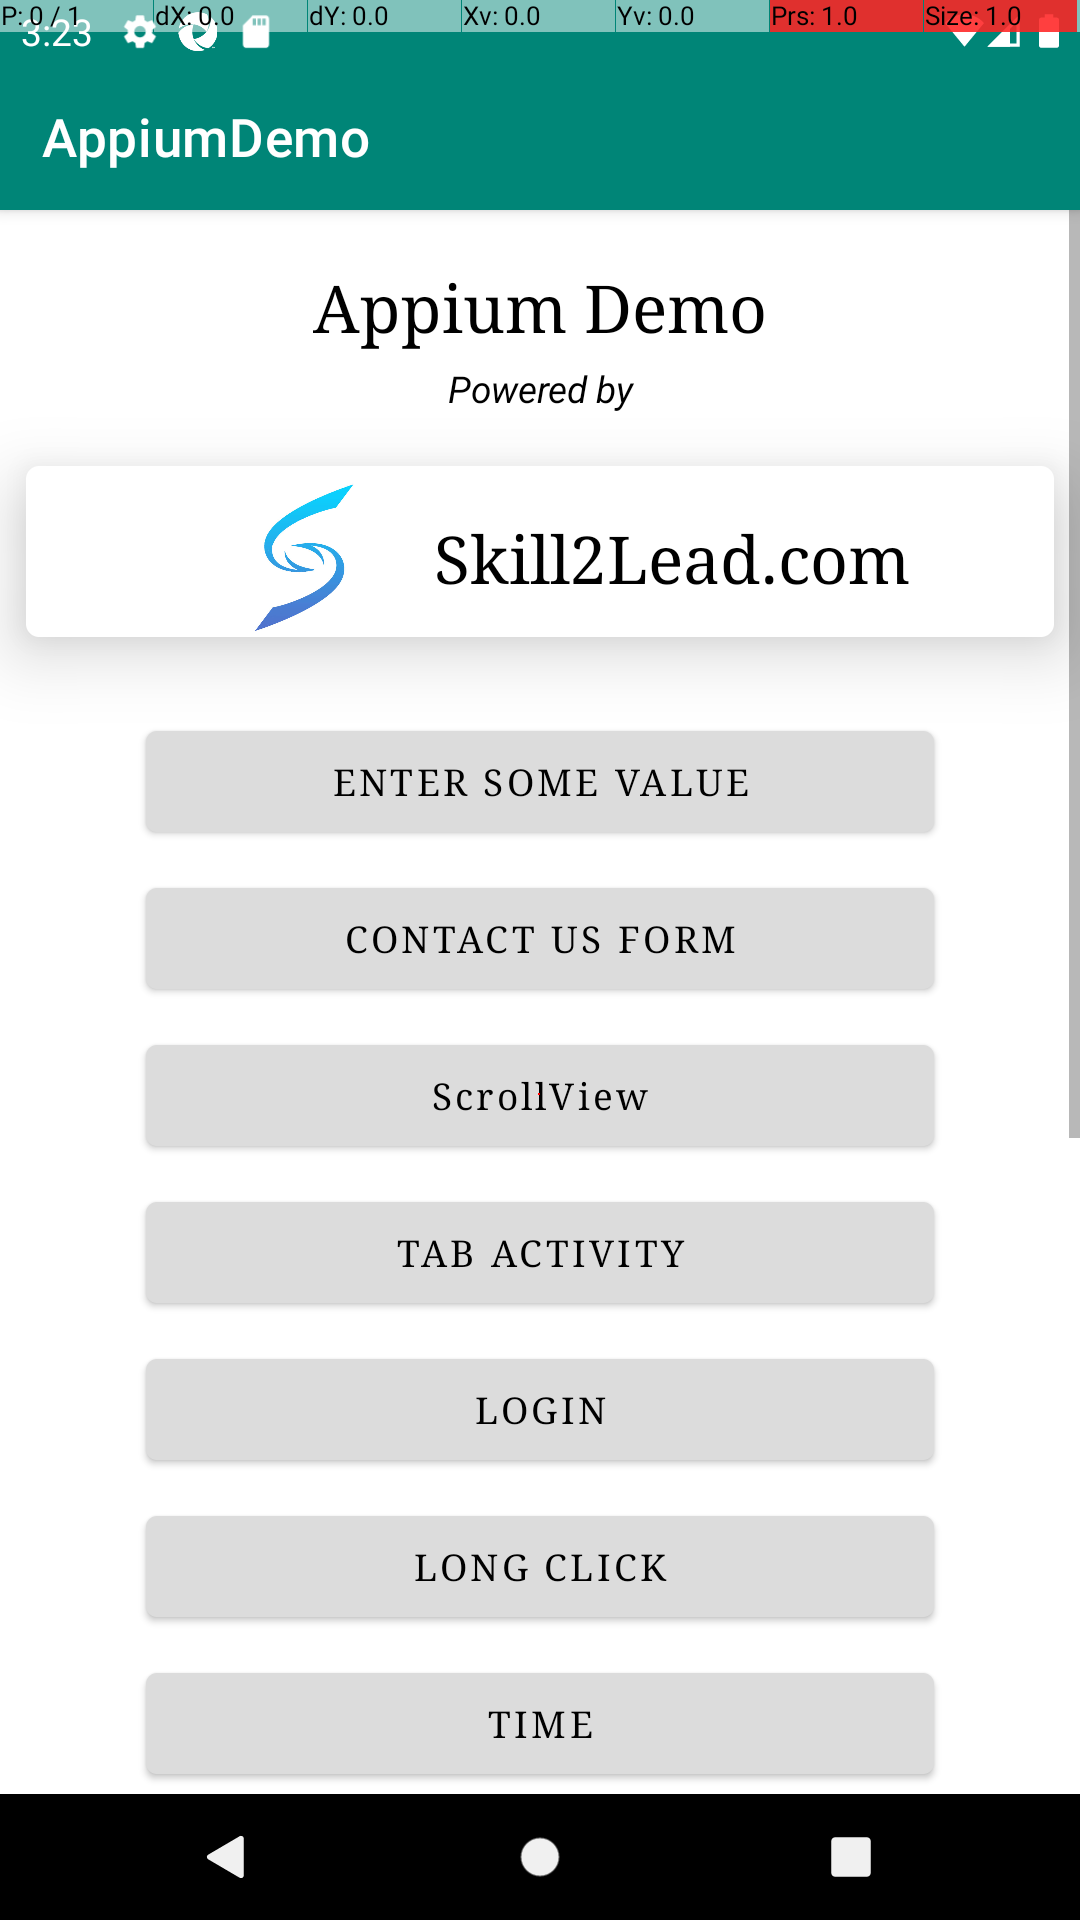 P: 0 / 1 dX: 0.0 dY: 0.0 Xv: 0.0 Yv: 0.0 Prs: 1.0 Size: 1.0
3:23
AppiumDemo
Appium Demo
Powered by
Skill2Lead.com
ENTER SOME VALUE
CONTACT US FORM
ScrollView
TAB ACTIVITY
LOGIN
LONG CLICK
TIME